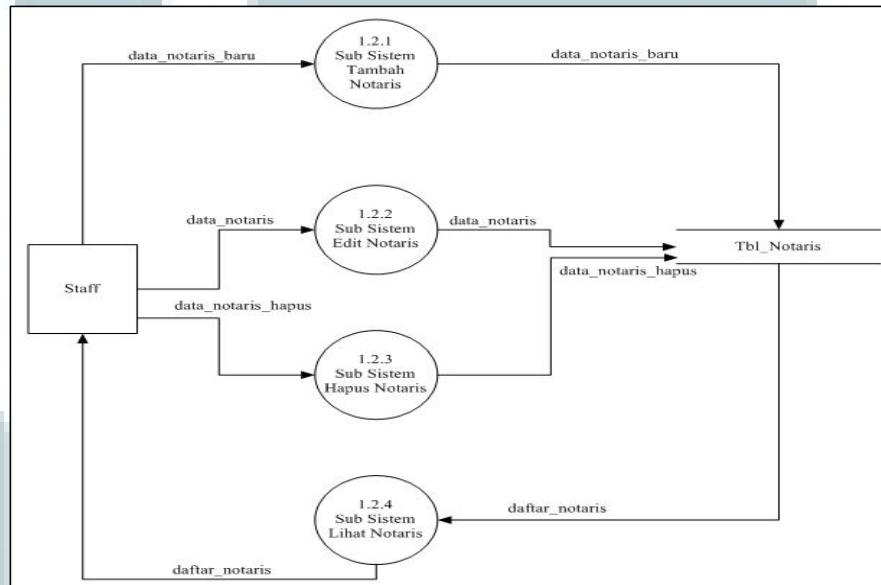 1.2.1
Sub Sistem
Tambah
Notaris
data_notaris_baru
data_notaris_baru
data_notaris
1.2.2
Sub Sistem
Edit Notaris
data_notaris
Tbl_Notaris
Staff
data_notaris_hapus
data_notaris_hapus
1.2.3
Sub Sistem
Hapus Notaris
1.2.4
Sub Sistem
Lihat Notaris
daftar_notaris
daftar_notaris